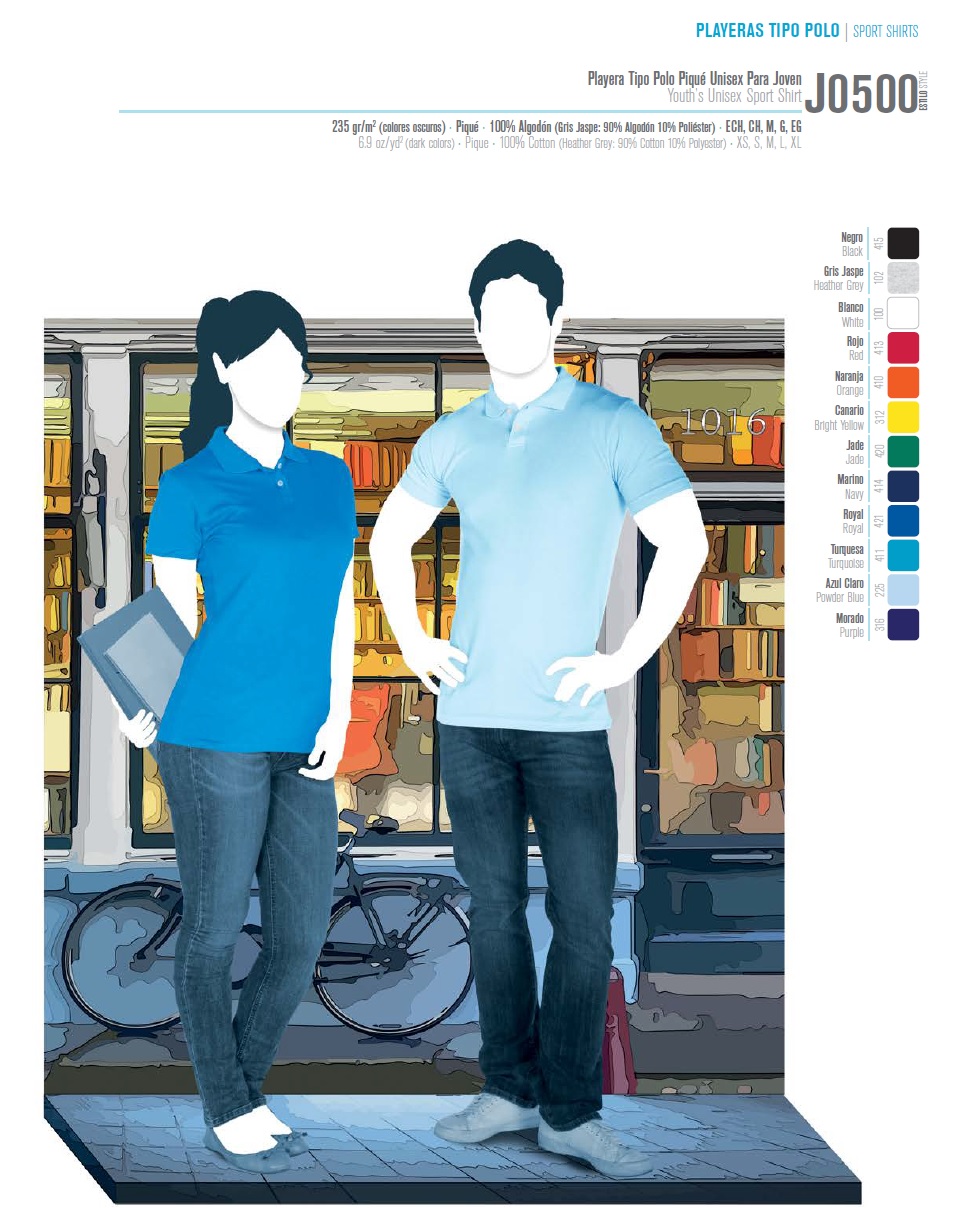 PLAYERAS TIPO POLO | SPORT SHIRTS
Playera Tipo Polo Piqué Unisex Para Joven
Youth's Unisex Sport Shirt
J0500
ESTILO STYLE
235 gr/m² (colores oscuros) · Piqué · 100% Algodón (Gris Jaspe: 90% Algodón 10% Poliéster) · ECH, CH, M, G, EG
6.9 oz/yd² (dark colors) · Pique · 100% Cotton (Heather Grey: 90% Cotton 10% Polyester) · XS, S, M, L, XL
Negro
Black
415
Gris Jaspe
Heather Grey
102
Blanco
White
100
Rojo
Red
413
Naranja
Orange
410
Canario
Bright Yellow
312
Jade
Jade
420
Marino
Navy
414
Royal
Royal
421
Turquesa
Turquoise
411
Azul Claro
Powder Blue
225
Morado
Purple
316
1016